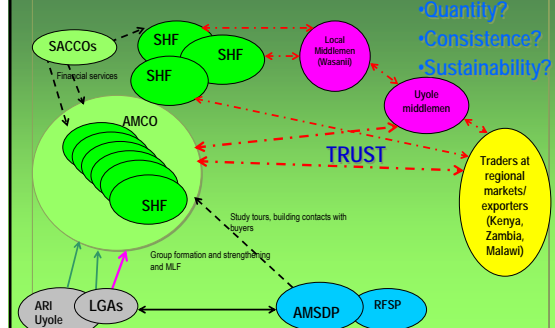 •Quantity?
•Consistence?
•Sustainability?
SACCOs
Financial services
SHF
SHF
SHF
Local
Middlemen
(Wasanii)
Uyole
middlemen
AMCO
SHF
TRUST
Traders at
regional
markets/
exporters
(Kenya,
Zambia,
Malawi)
Study tours, building contacts with
buyers
Group formation and strengthening
and MLF
ARI
Uyole
LGAs
AMSDP
RFSP